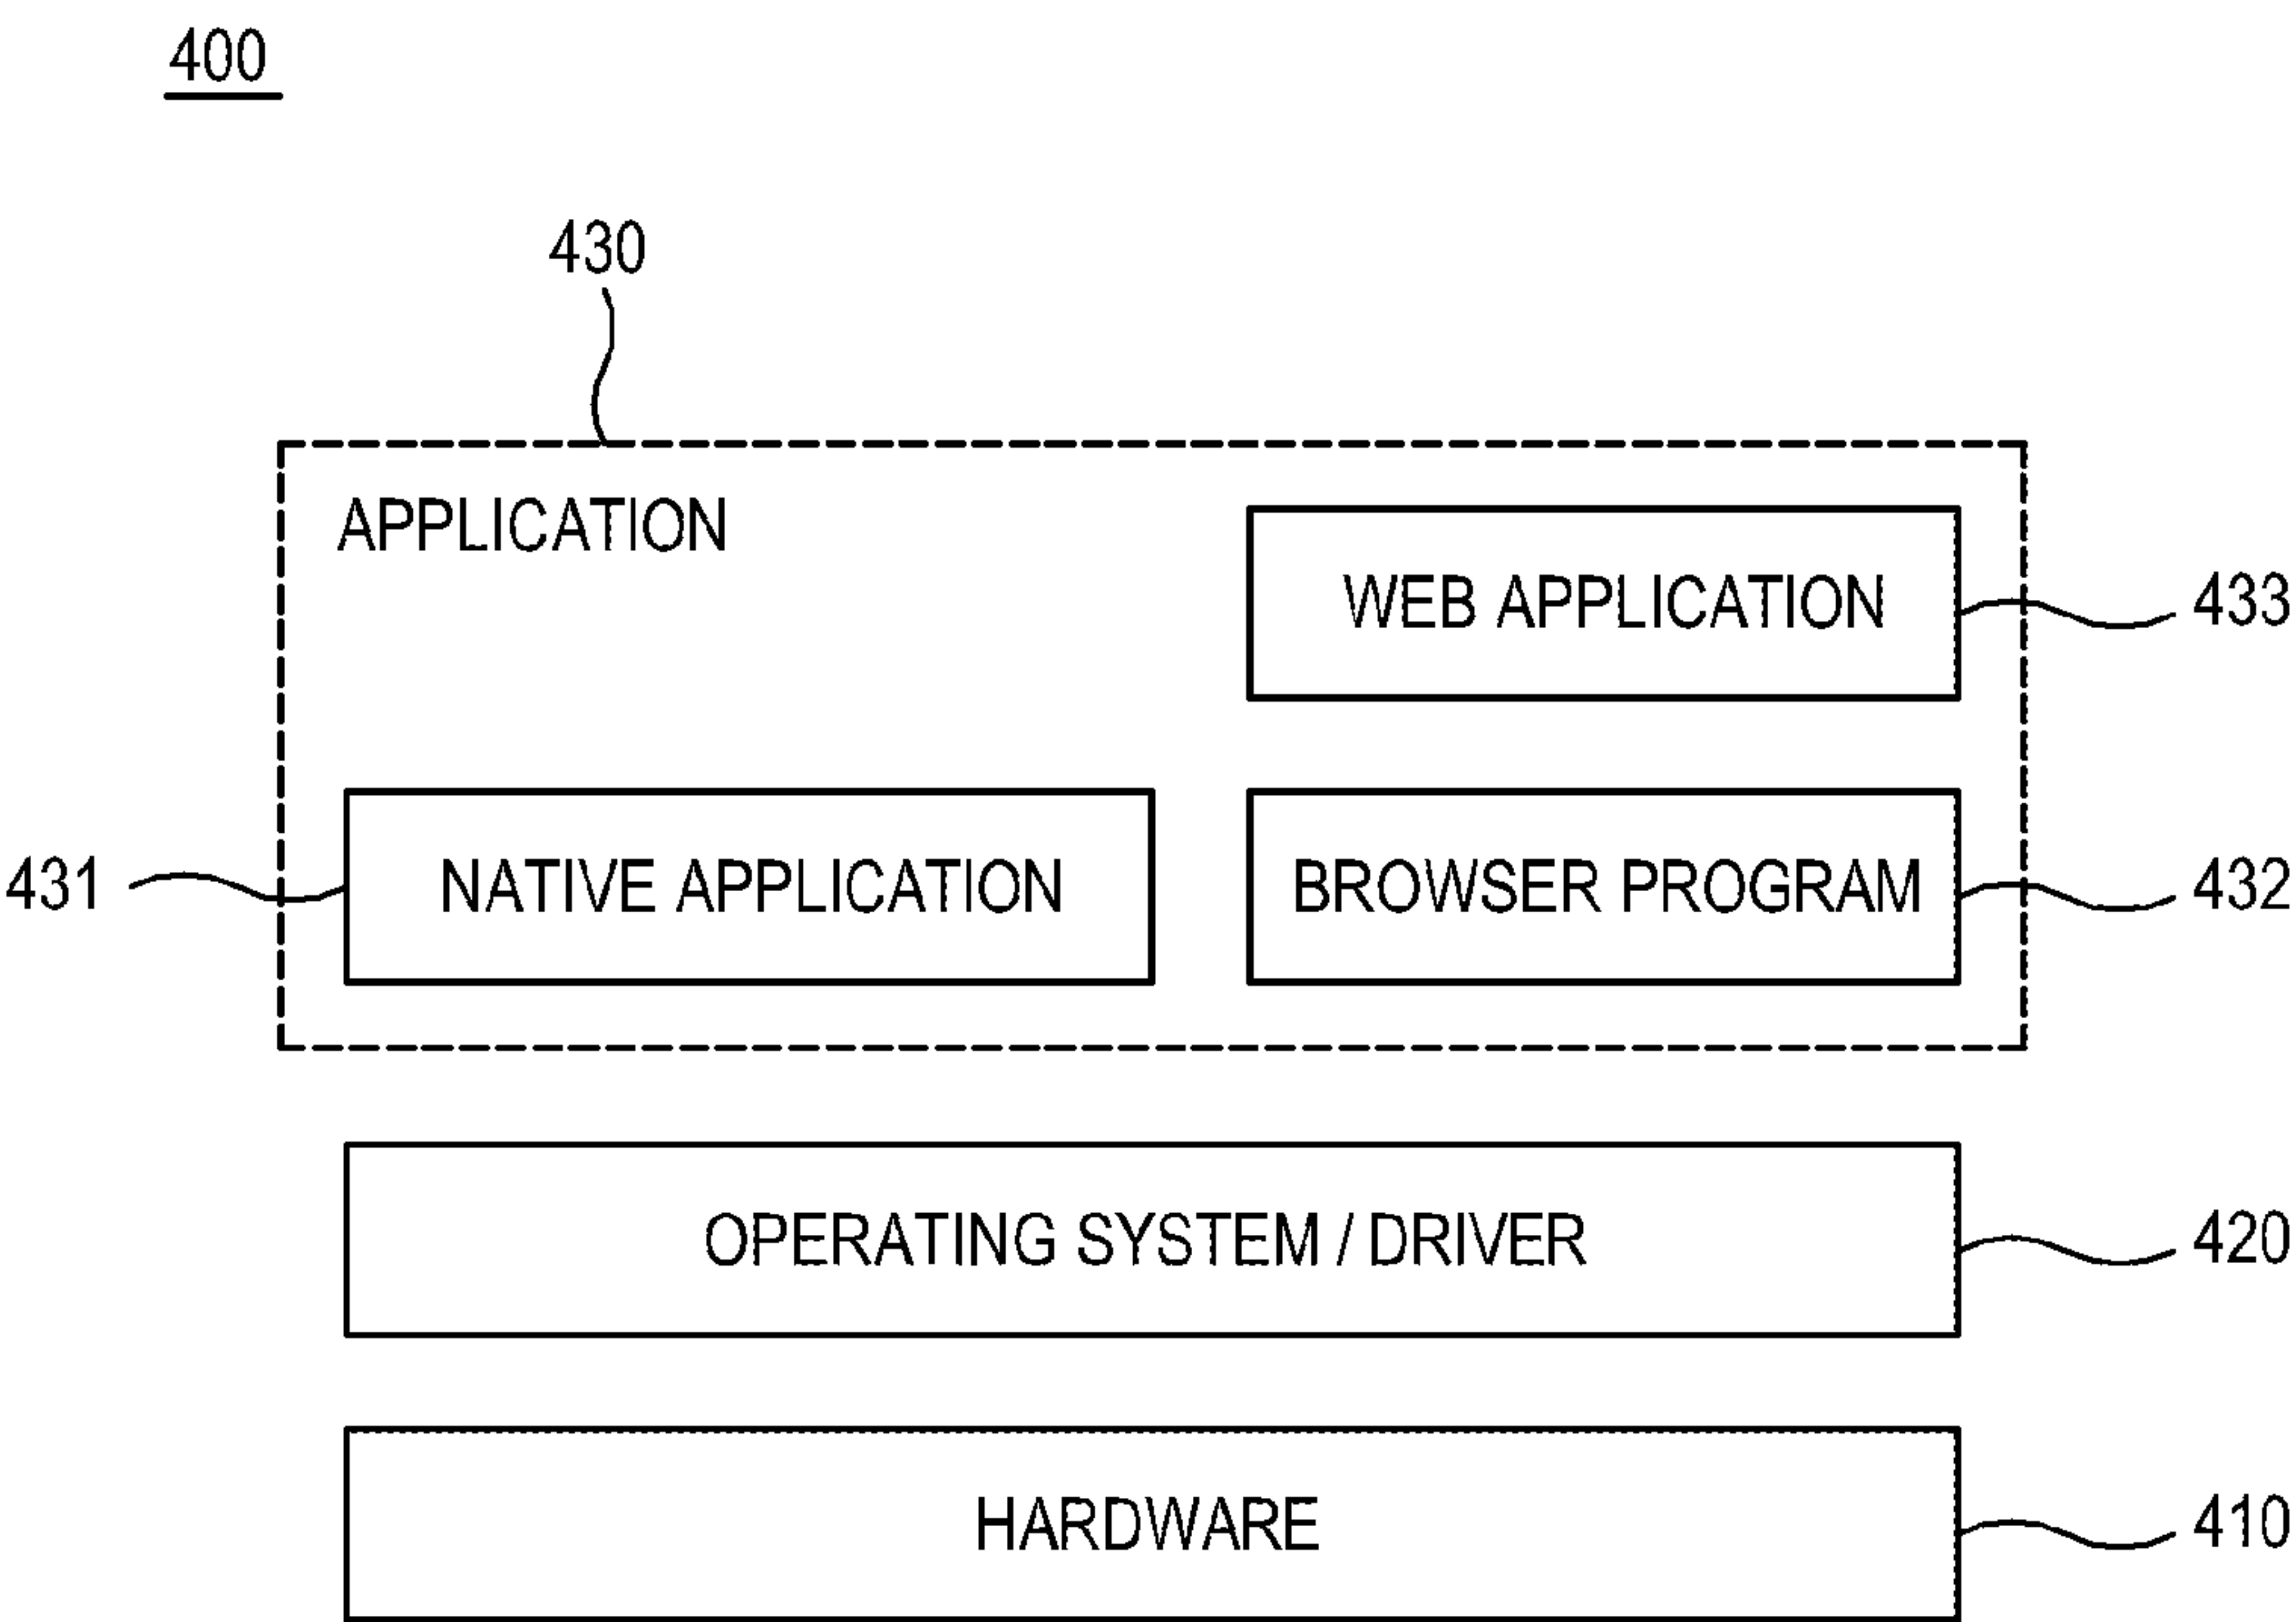 400
430
APPLICATION
WEB APPLICATION
433
431
NATIVE APPLICATION
BROWSER PROGRAM
432
OPERATING SYSTEM / DRIVER
420
HARDWARE
410